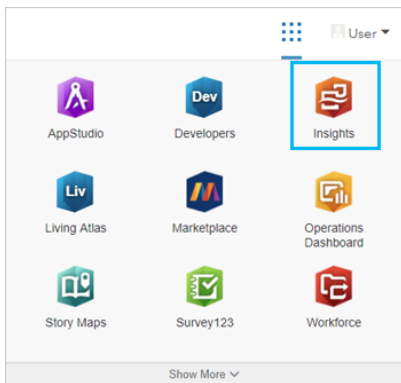 User
AppStudio
Dev
Developers
Insights
Liv
Living Atlas
Marketplace
Operations
Dashboard
Story Maps
Survey123
Workforce
Show More